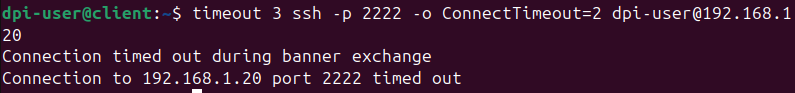 dpi-user@client:~$ timeout 3 ssh -p 2222 -o ConnectTimeout=2 dpi-user@192.168.1
20
Connection timed out during banner exchange
Connection to 192.168.1.20 port 2222 timed out